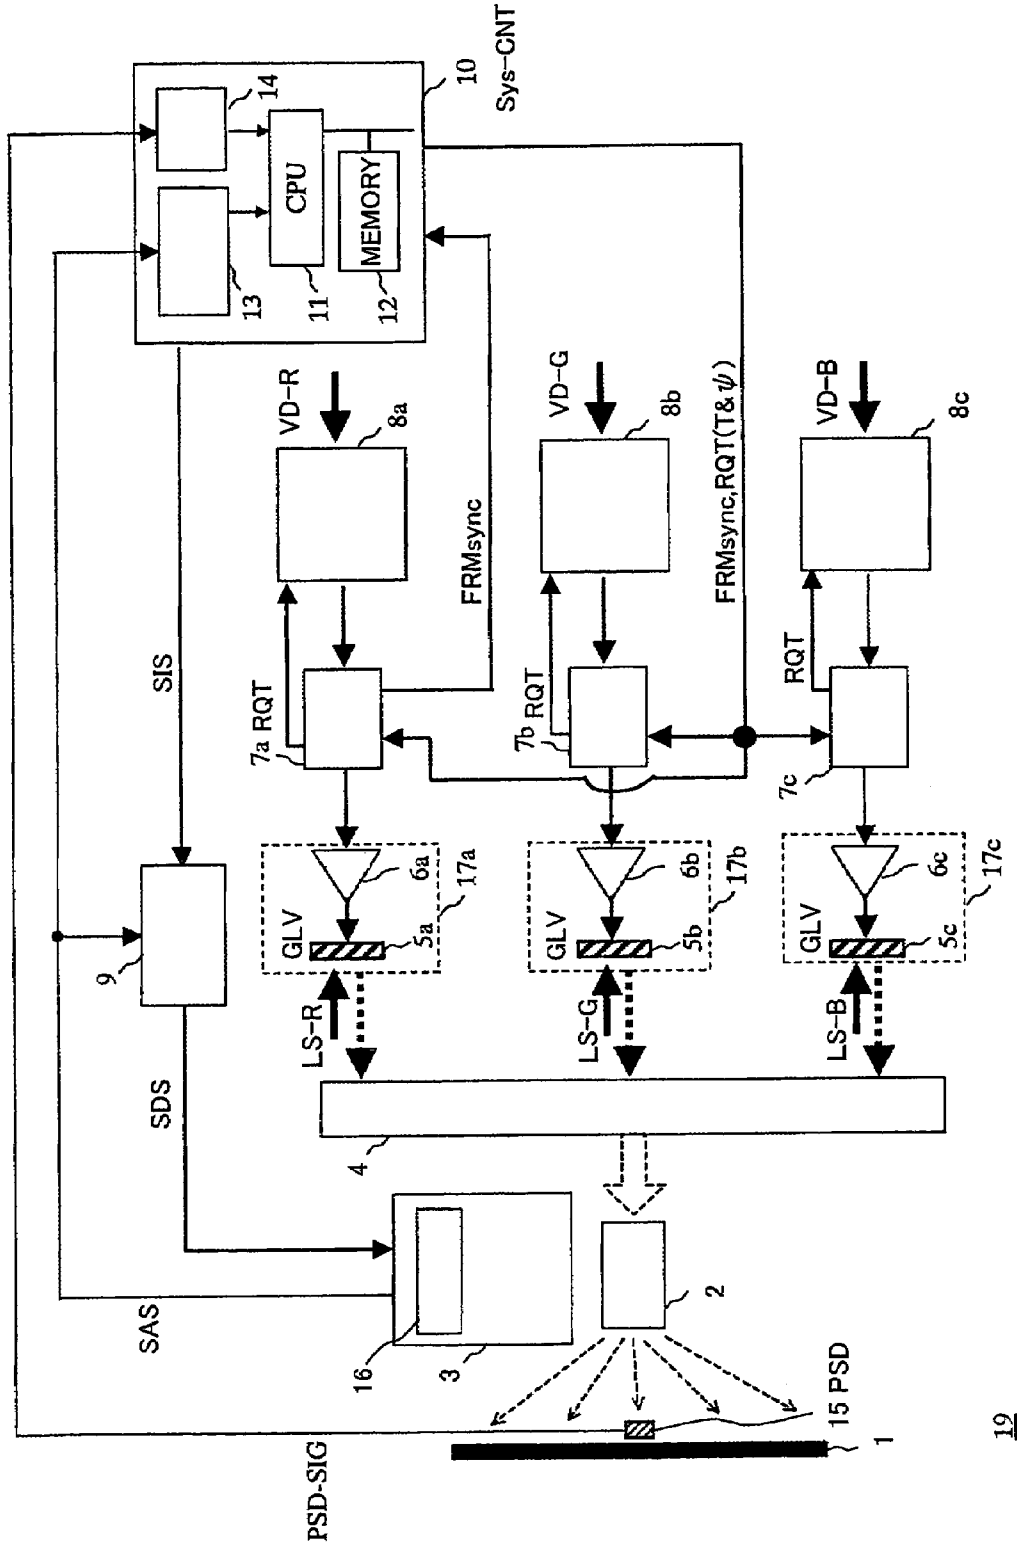 PSD-SIG
SAS
SDS
SIS
9
14
13
CPU
11
MEMORY
12
10
Sys-CNT
16
3
4
2
15 PSD
1
LS-R
GLV
5a
6a
17a
7a
RQT
8a
VD-R
FRMsync
LS-G
GLV
5b
6b
17b
7b
RQT
8b
VD-G
FRMsync,RQT(T&ψ)
LS-B
GLV
5c
6c
17c
7c
RQT
8c
VD-B
19